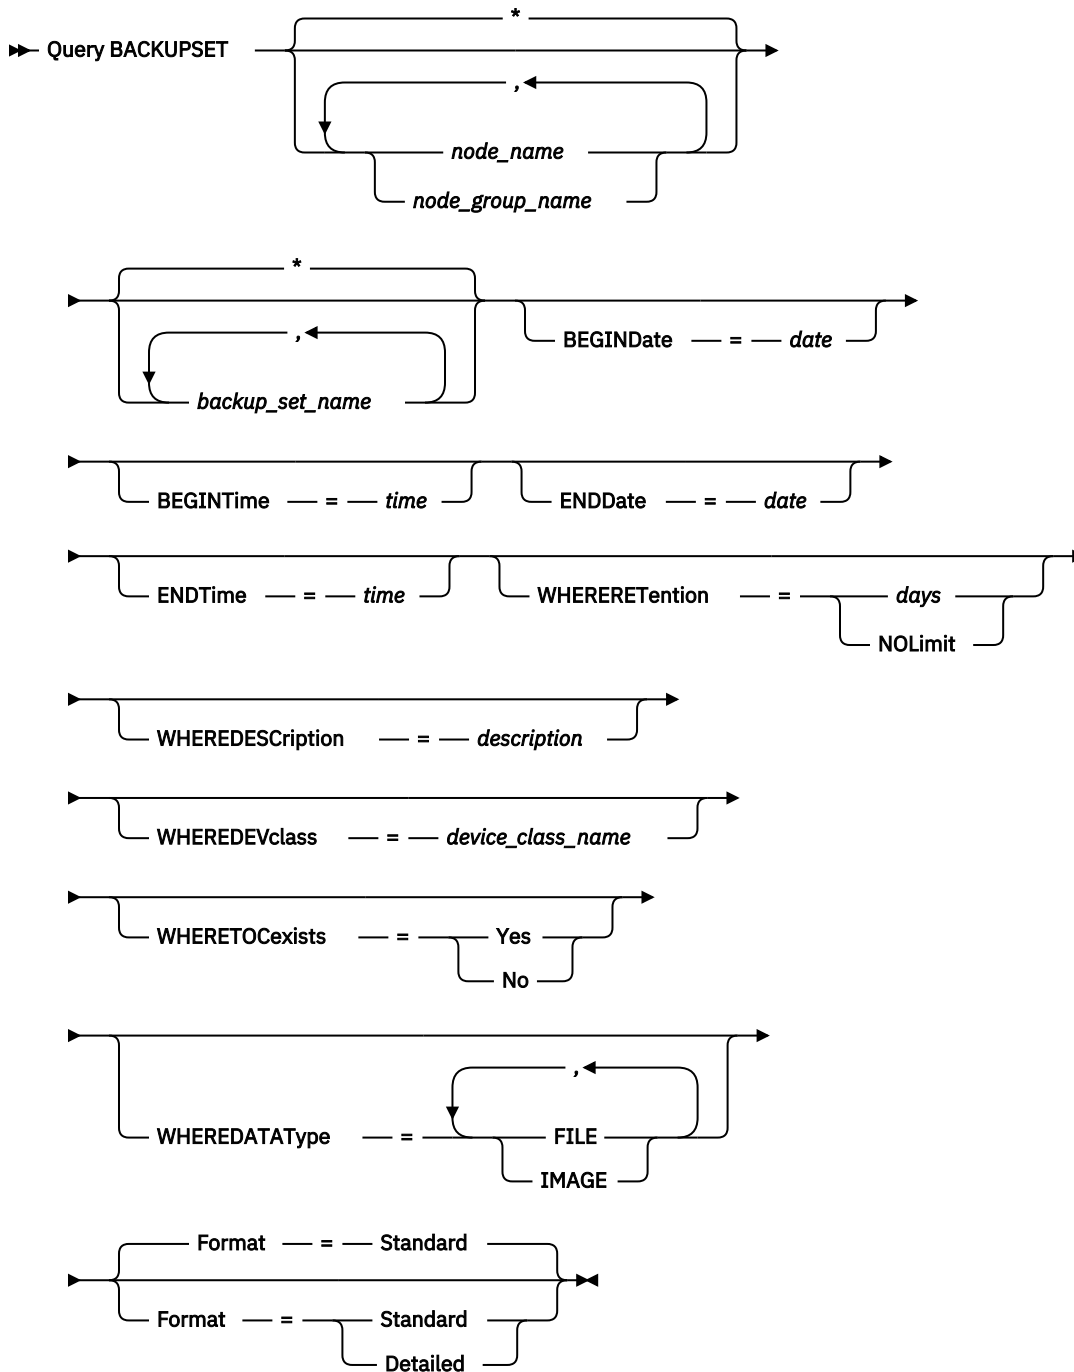 *
Query BACKUPSET
,
node_name
node_group_name
*
,
backup_set_name
BEGINDate = date
BEGINTime = time
ENDDate = date
ENDTime = time
WHERERETention = days
NOLimit
WHEREDESCription = description
WHEREDEVclass = device_class_name
WHERETOCexists = Yes
No
,
WHEREDATAType = FILE
IMAGE
Format = Standard
Format = Standard
Detailed